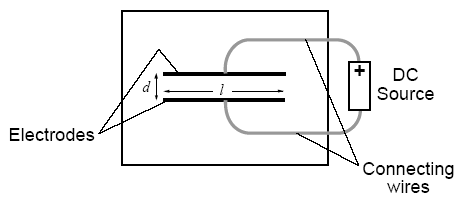 +
DC
Source
d
l
Electrodes
Connecting
wires